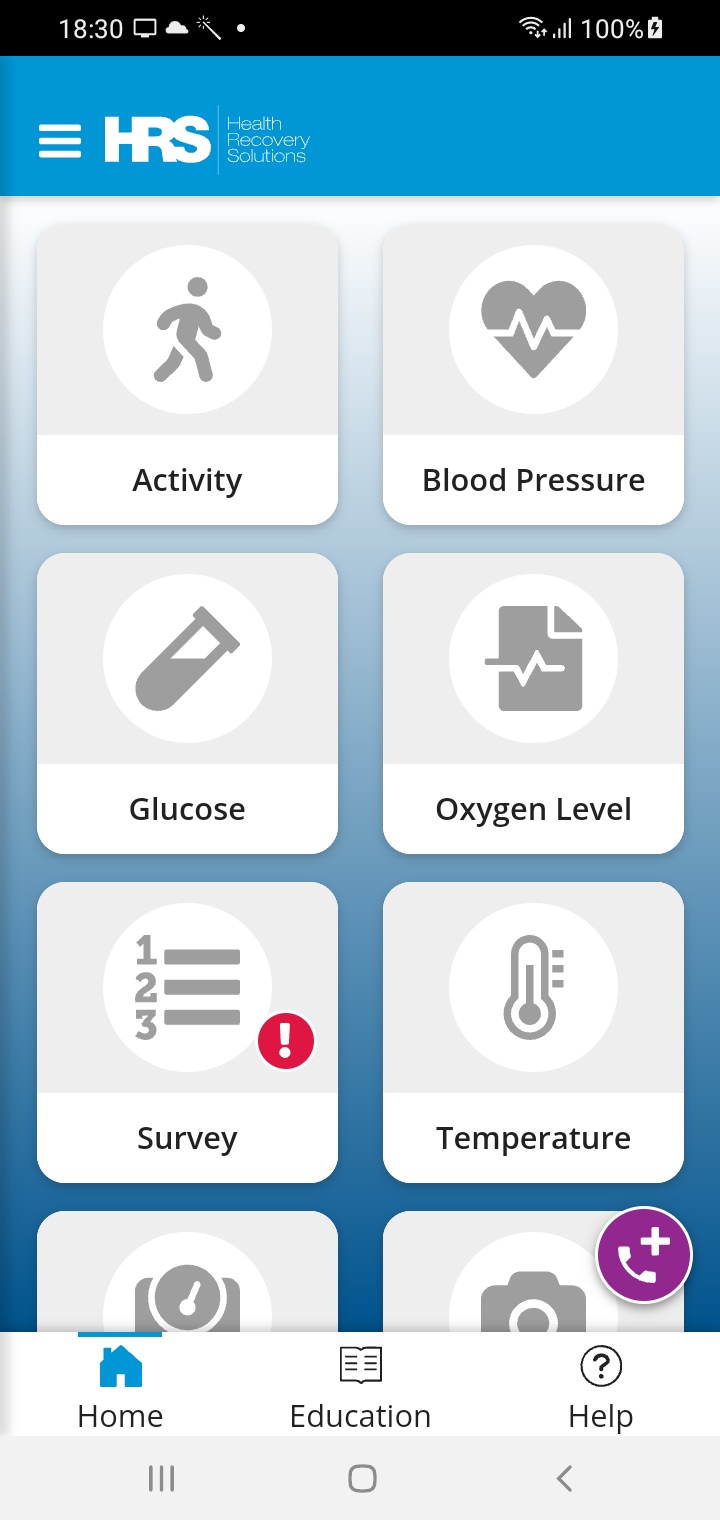 18:30
100%
HRS
Health
Recovery
Solutions
Activity
Blood Pressure
Glucose
Oxygen Level
1
2
3
Survey
Temperature
Home
Education
Help